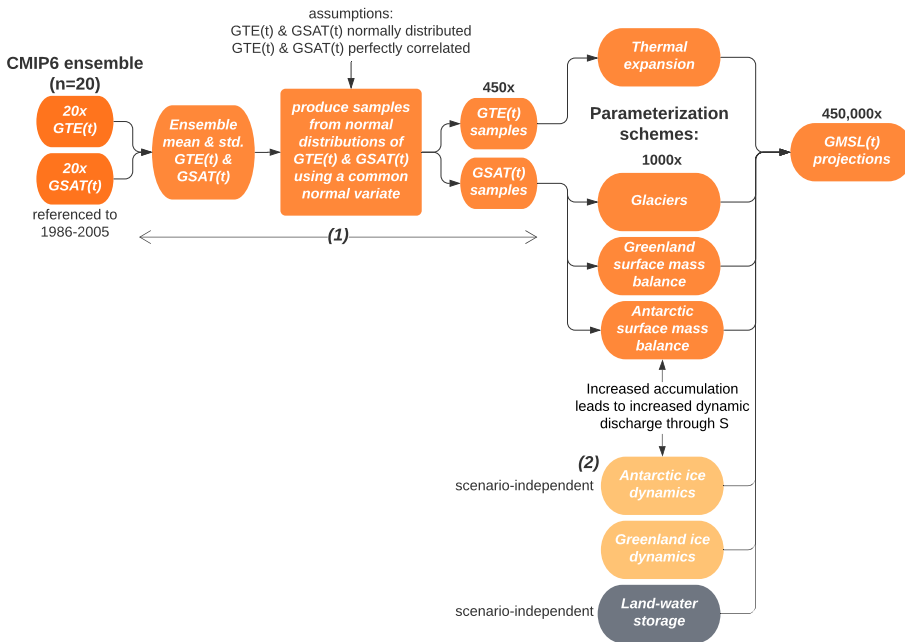 assumptions:
GTE(t) & GSAT(t) normally distributed
GTE(t) & GSAT(t) perfectly correlated
CMIP6 ensemble
(n=20)
20x
GTE(t)
20x
GSAT(t)
referenced to
1986-2005
Ensemble
mean & std.
GTE(t) &
GSAT(t)
produce samples
from normal
distributions of
GTE(t) & GSAT(t)
using a common
normal variate
(1)
450x
GTE(t)
samples
GSAT(t)
samples
Thermal
expansion
Parameterization
schemes:
1000x
Glaciers
Greenland
surface mass
balance
Antarctic
surface mass
balance
Increased accumulation
leads to increased dynamic
discharge through S
(2)
scenario-independent
Antarctic ice
dynamics
Greenland ice
dynamics
scenario-independent
Land-water
storage
450,000x
GMSL(t)
projections